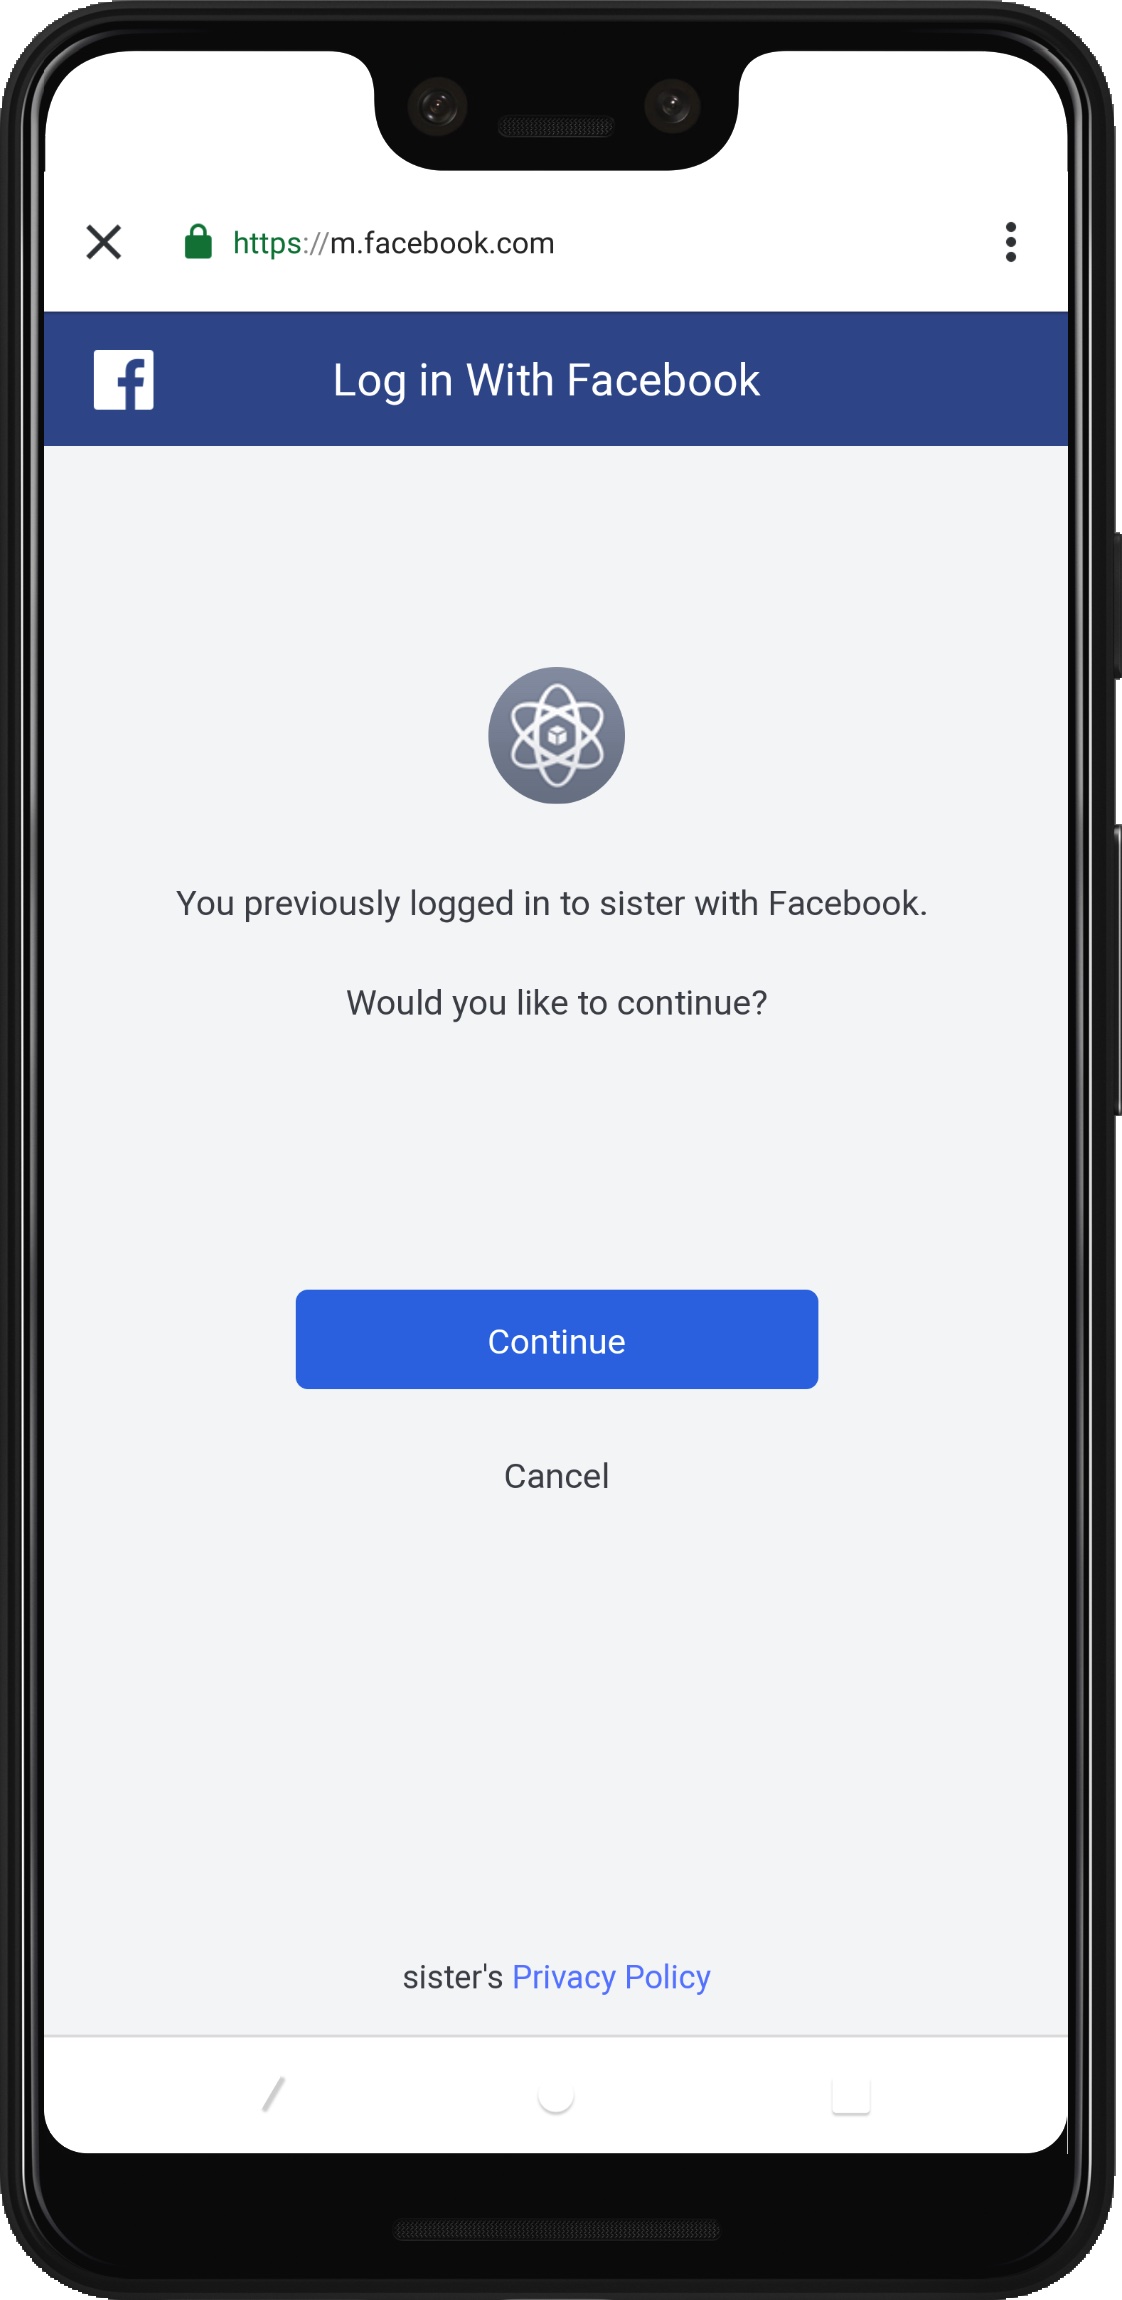 https://m.facebook.com
Log in With Facebook
You previously logged in to sister with Facebook.
Would you like to continue?
Continue
Cancel
sister's Privacy Policy